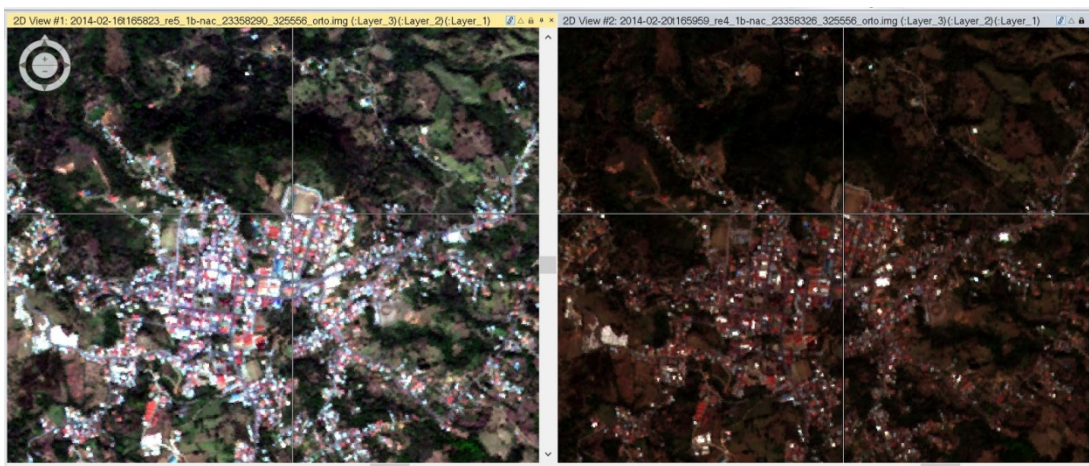 2D View #1: 2014-02-16t165823_re5_1b-nac_23358290_325556_orto.img (:Layer_3)(:Layer_2)(:Layer_1)
2D View #2: 2014-02-20t165959_re4_1b-nac_23358326_325556_orto.img (:Layer_3)(:Layer_2)(:Layer_1)